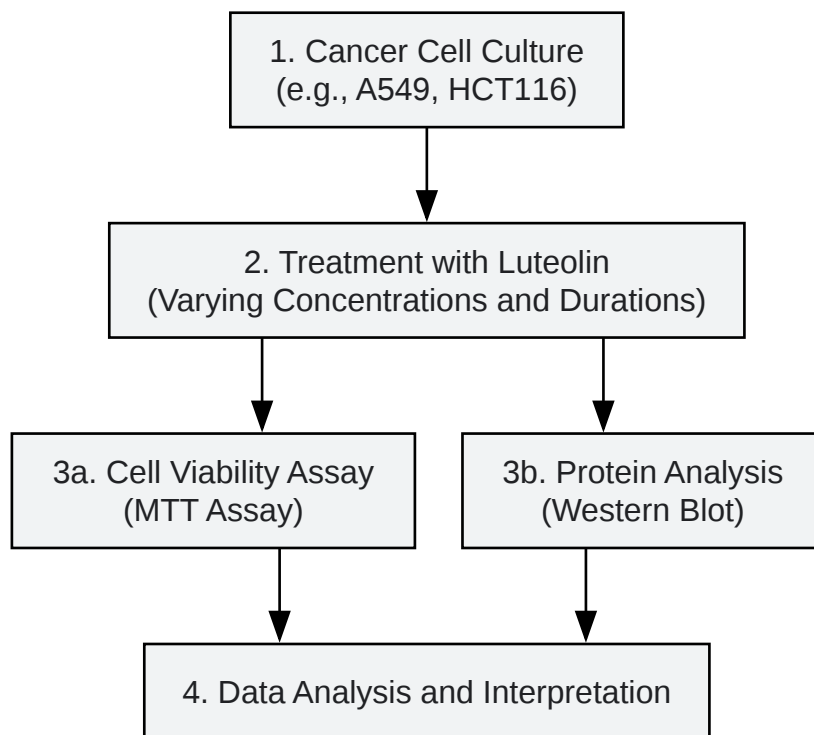 1. Cancer Cell Culture
(e.g., A549, HCT116)
2. Treatment with Luteolin
(Varying Concentrations and Durations)
3a. Cell Viability Assay
(MTT Assay)
3b. Protein Analysis
(Western Blot)
4. Data Analysis and Interpretation